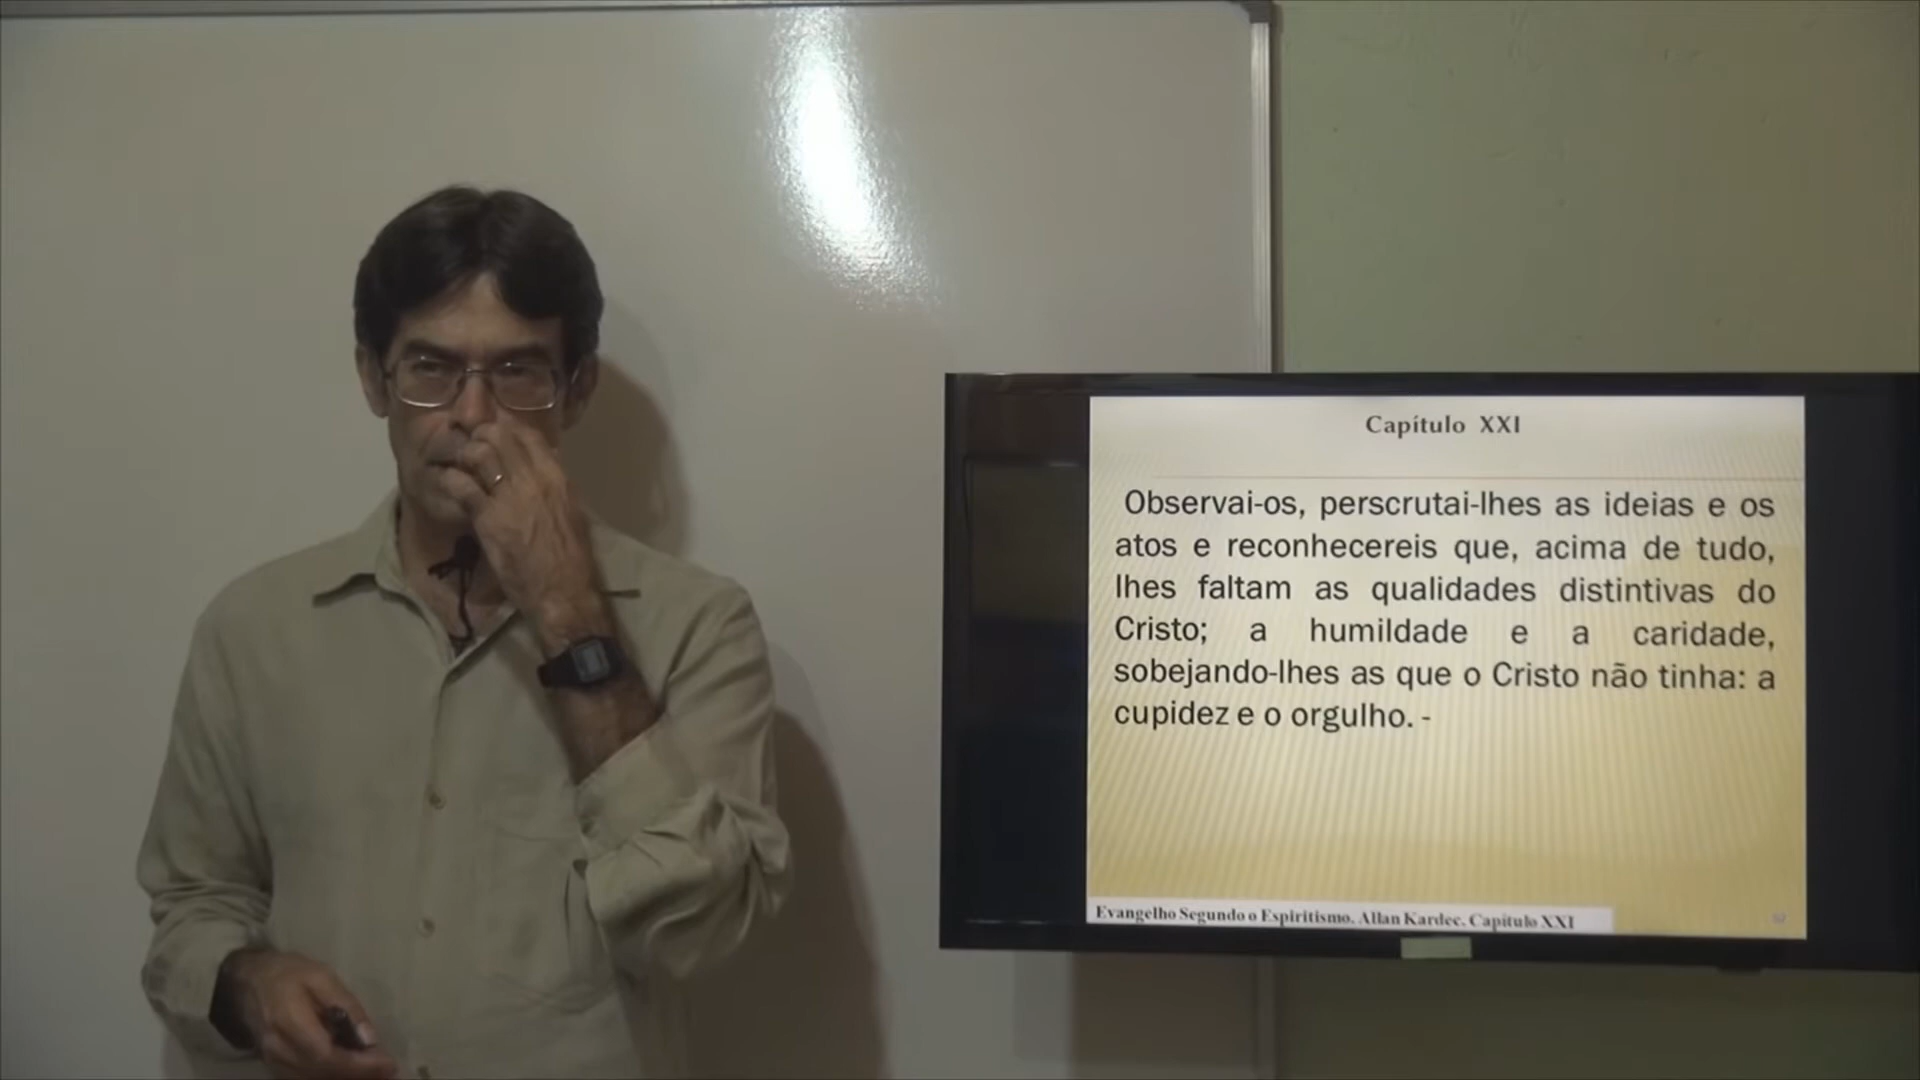 Capítulo XXI
Observai-os, perscrutai-lhes as ideias e os
atos e reconhecereis que, acima de tudo,
lhes faltam as qualidades distintivas do
Cristo; a humildade e a caridade,
sobejando-lhes as que o Cristo não tinha: a
cupidez e o orgulho. -
Evangelho Segundo o Espiritismo. Allan Kardec. Capítulo XXI